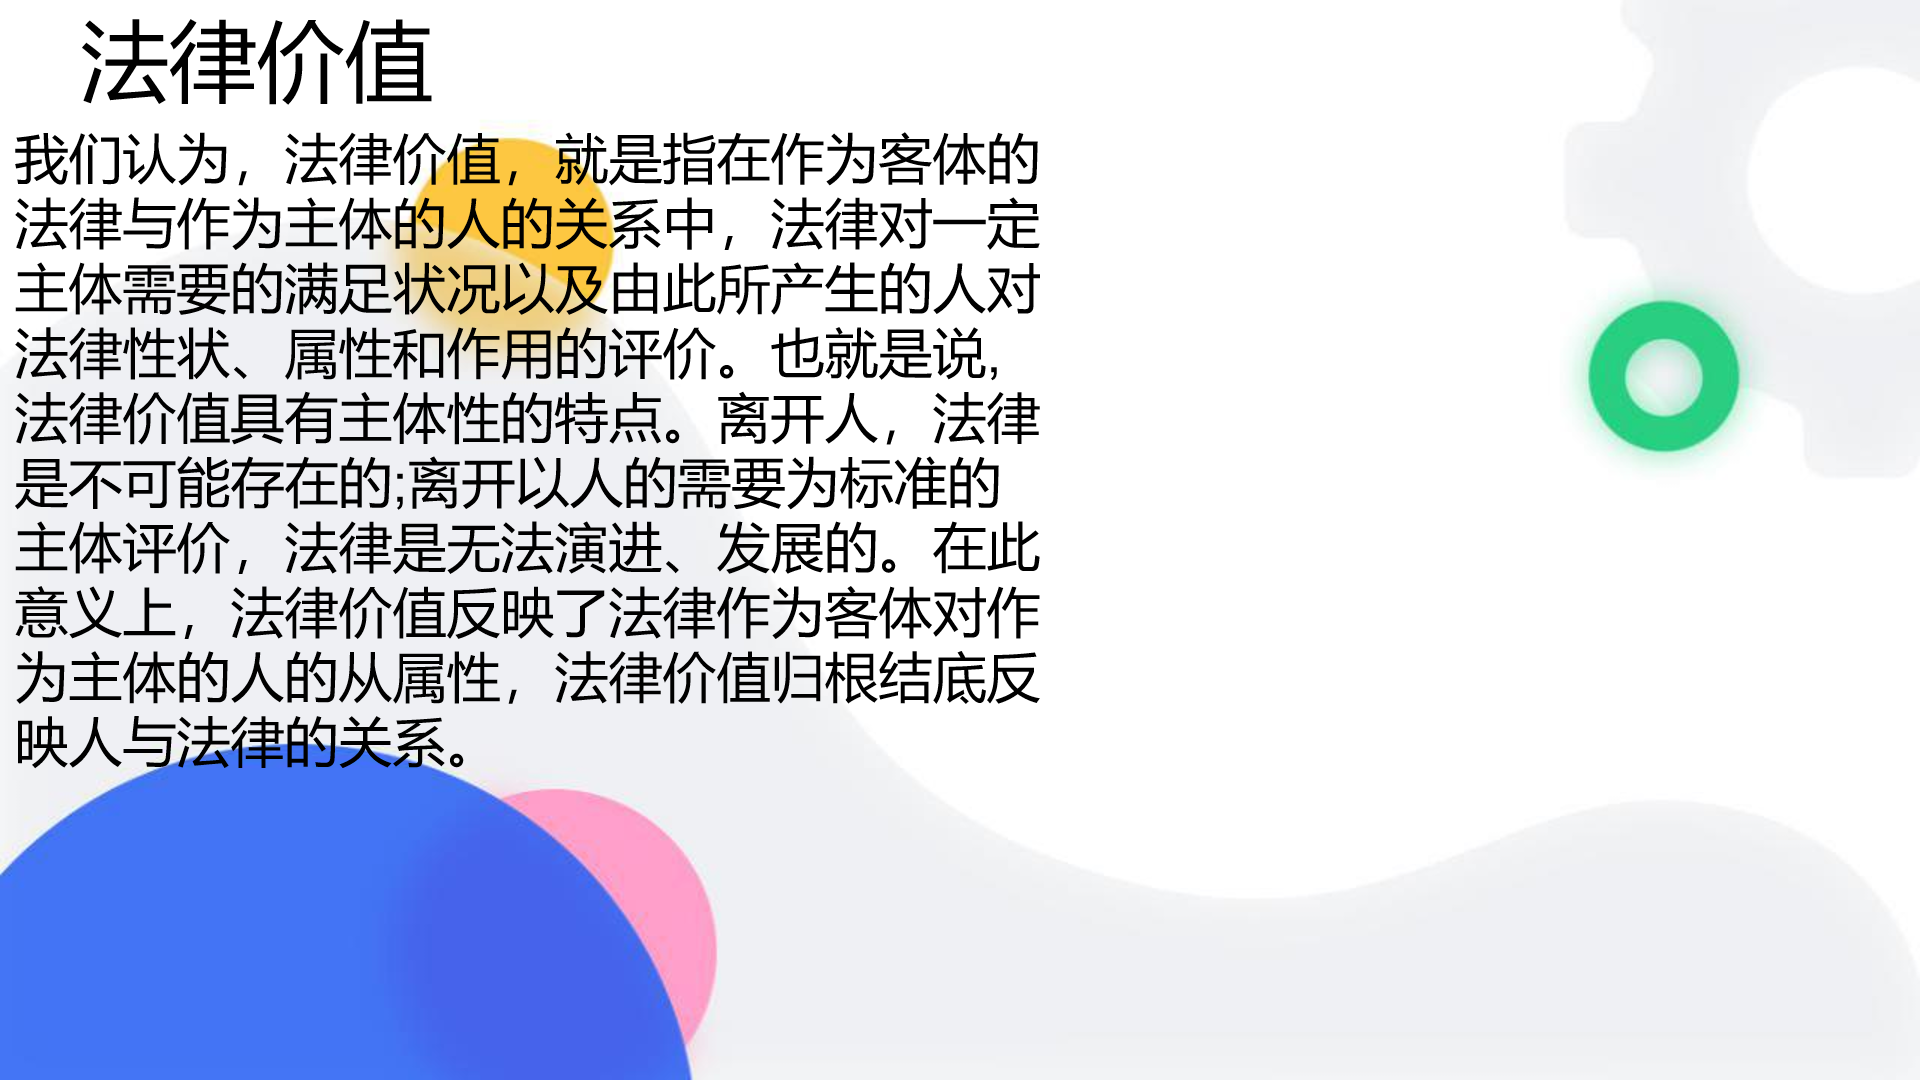 法律价值
我们认为，法律价值，就是指在作为客体的
法律与作为主体的人的关系中，法律对一定
主体需要的满足状况以及由此所产生的人对
法律性状、属性和作用的评价。也就是说，
法律价值具有主体性的特点。离开人，法律
是不可能存在的;离开以人的需要为标准的
主体评价，法律是无法演进、发展的。在此
意义上，法律价值反映了法律作为客体对作
为主体的人的从属性，法律价值归根结底反
映人与法律的关系。